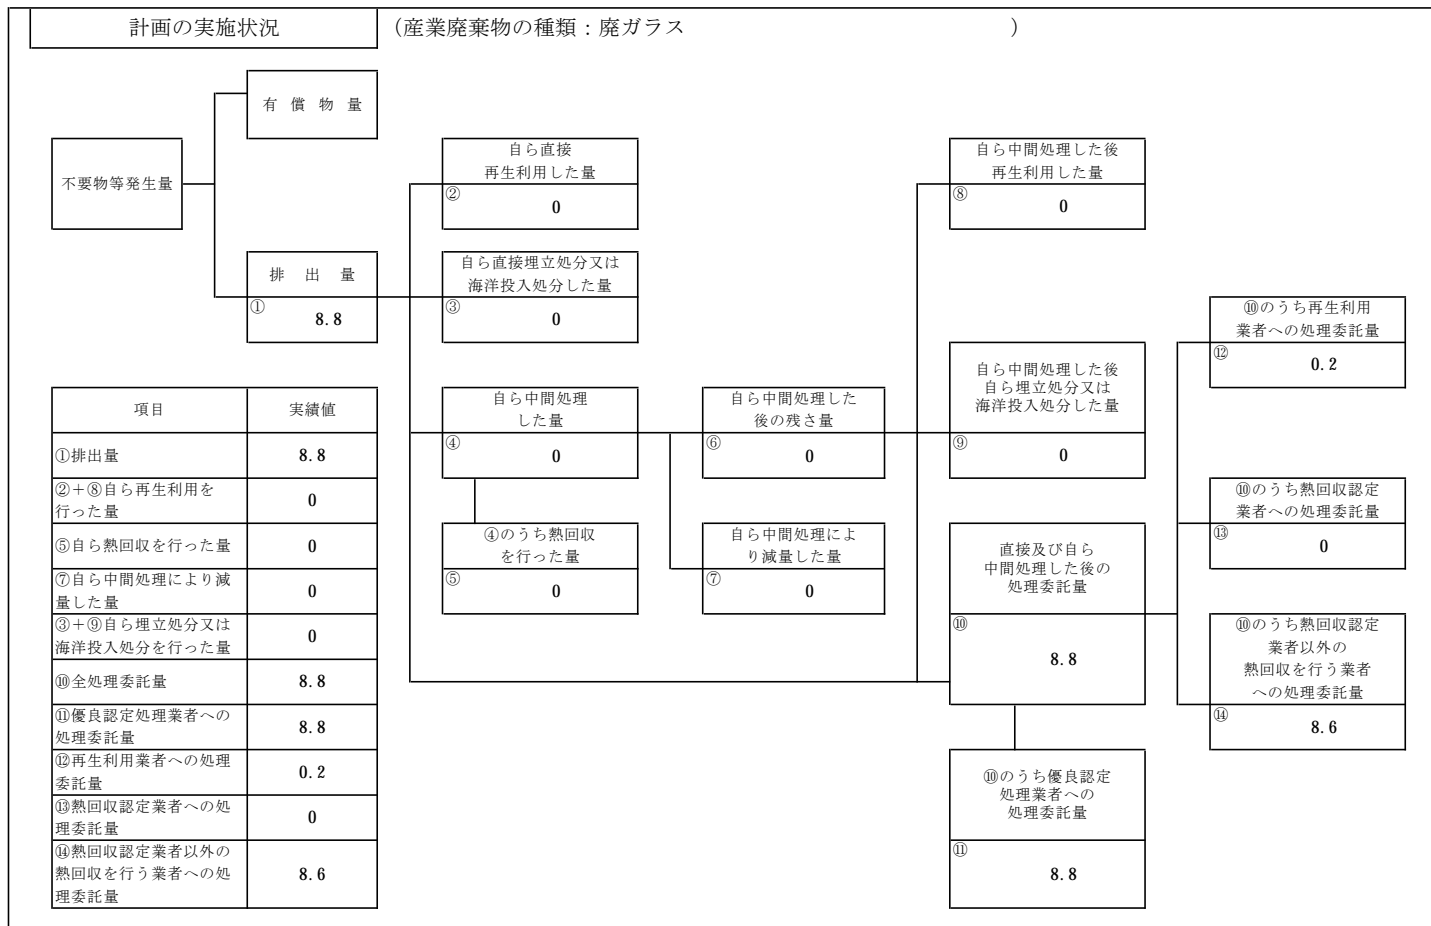 計画の実施状況
（産業廃棄物の種類：廃ガラス　　　　　　　　　　　　　）
有償物量
不要物等発生量
排出量
①
8.8
自ら直接
再生利用した量
②
0
自ら直接埋立処分又は
海洋投入処分した量
③
0
自ら中間処理
した量
④
0
④のうち熱回収
を行った量
⑤
0
自ら中間処理した
後の残さ量
⑥
0
自ら中間処理によ
り減量した量
⑦
0
自ら中間処理した後
再生利用した量
⑧
0
自ら中間処理した後
自ら埋立処分又は
海洋投入処分した量
⑨
0
直接及び自ら
中間処理した後の
処理委託量
⑩
8.8
⑩のうち優良認定
処理業者への
処理委託量
⑪
8.8
⑩のうち再生利用
業者への処理委託量
⑫
0.2
⑩のうち熱回収認定
業者への処理委託量
⑬
0
⑩のうち熱回収認定
業者以外の
熱回収を行う業者
への処理委託量
⑭
8.6
項目 実績値
①排出量 8.8
②＋⑧自ら再生利用を
行った量 0
⑤自ら熱回収を行った量 0
⑦自ら中間処理により減
量した量 0
③＋⑨自ら埋立処分又は
海洋投入処分を行った量 0
⑩全処理委託量 8.8
⑪優良認定処理業者への
処理委託量 8.8
⑫再生利用業者への処理
委託量 0.2
⑬熱回収認定業者への処
理委託量 0
⑭熱回収認定業者以外の
熱回収を行う業者への処
理委託量 8.6